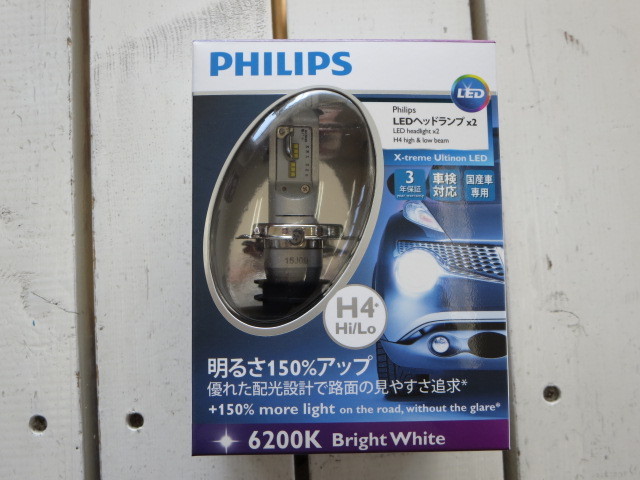 PHILIPS
LED
Philips
LEDヘッドランプ x2
LED headlight x2
H4 high & low beam
X-treme Ultinon LED
3
年保証
車検
対応
国産車
専用
H4
Hi/Lo
明るさ150%アップ
優れた配光設計で路面の見やすさ追求*
+150% more light on the road, without the glare*
6200K Bright White